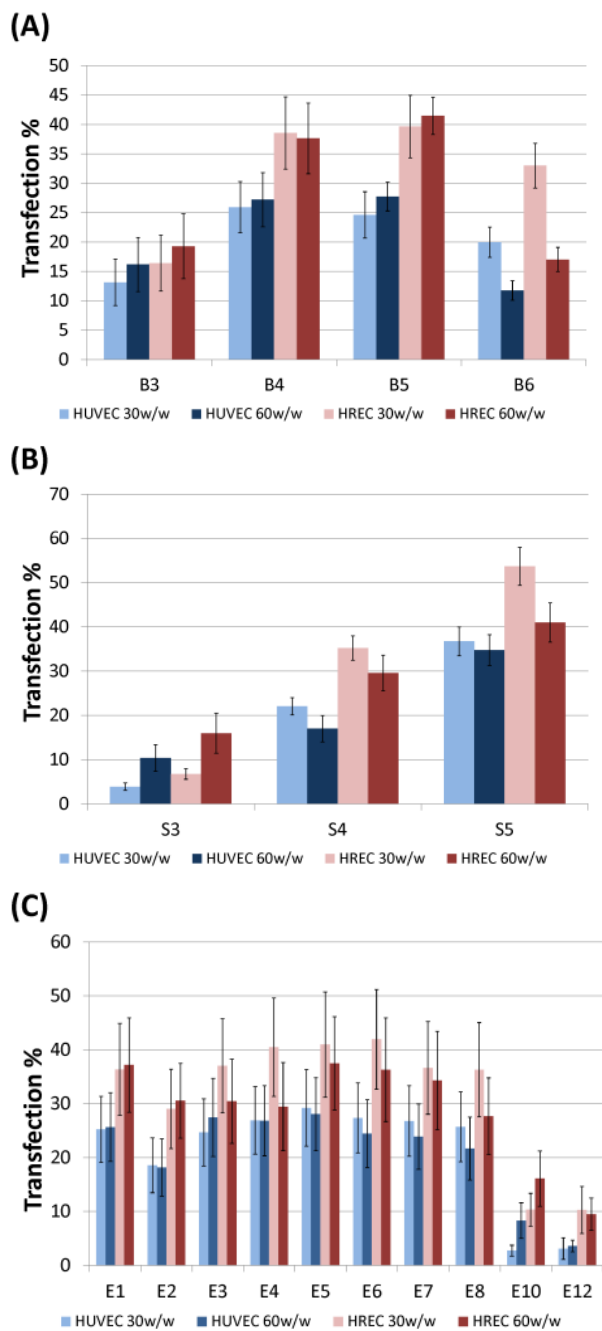 (A)
Transfection %
50
45
40
35
30
25
20
15
10
5
0
B3 B4 B5 B6
HUVEC 30w/w HUVEC 60w/w HREC 30w/w HREC 60w/w
(B)
Transfection %
70
60
50
40
30
20
10
0
S3 S4 S5
HUVEC 30w/w HUVEC 60w/w HREC 30w/w HREC 60w/w
(C)
Transfection %
60
50
40
30
20
10
0
E1 E2 E3 E4 E5 E6 E7 E8 E10 E12
HUVEC 30w/w HUVEC 60w/w HREC 30w/w HREC 60w/w